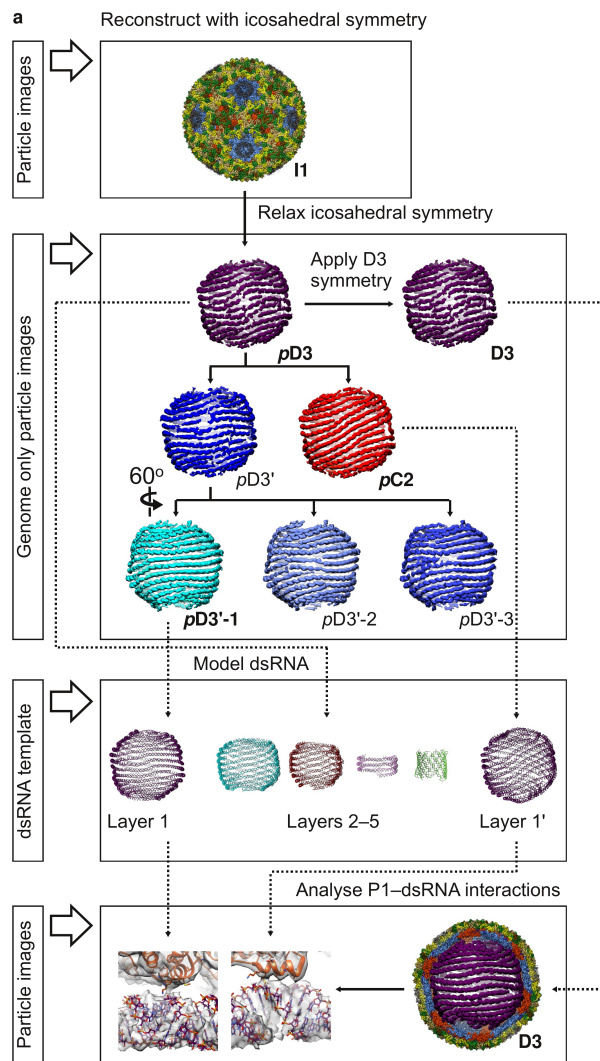 a
Reconstruct with icosahedral symmetry
Particle images
I1
Relax icosahedral symmetry
Genome only particle images
Apply D3
symmetry
pD3
D3
pD3'
pC2
60º
pD3'-1
pD3'-2
pD3'-3
Model dsRNA
dsRNA template
Layer 1
Layers 2–5
Layer 1'
Analyse P1–dsRNA interactions
Particle images
D3